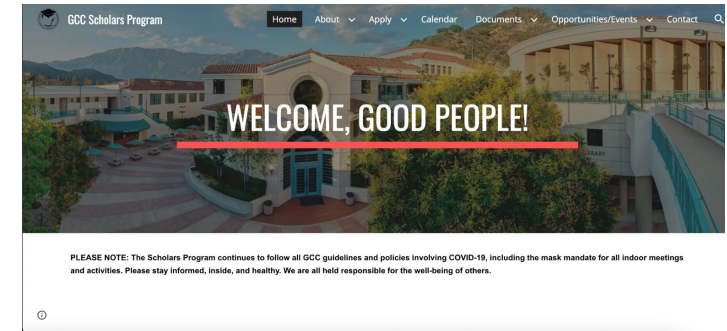 GCC Scholars Program
Home About Apply Calendar Documents Opportunities/Events Contact
WELCOME, GOOD PEOPLE!
LIBRARY
PLEASE NOTE: The Scholars Program continues to follow all GCC guidelines and policies involving COVID-19, including the mask mandate for all indoor meetings
and activities. Please stay informed, inside, and healthy. We are all held responsible for the well-being of others.